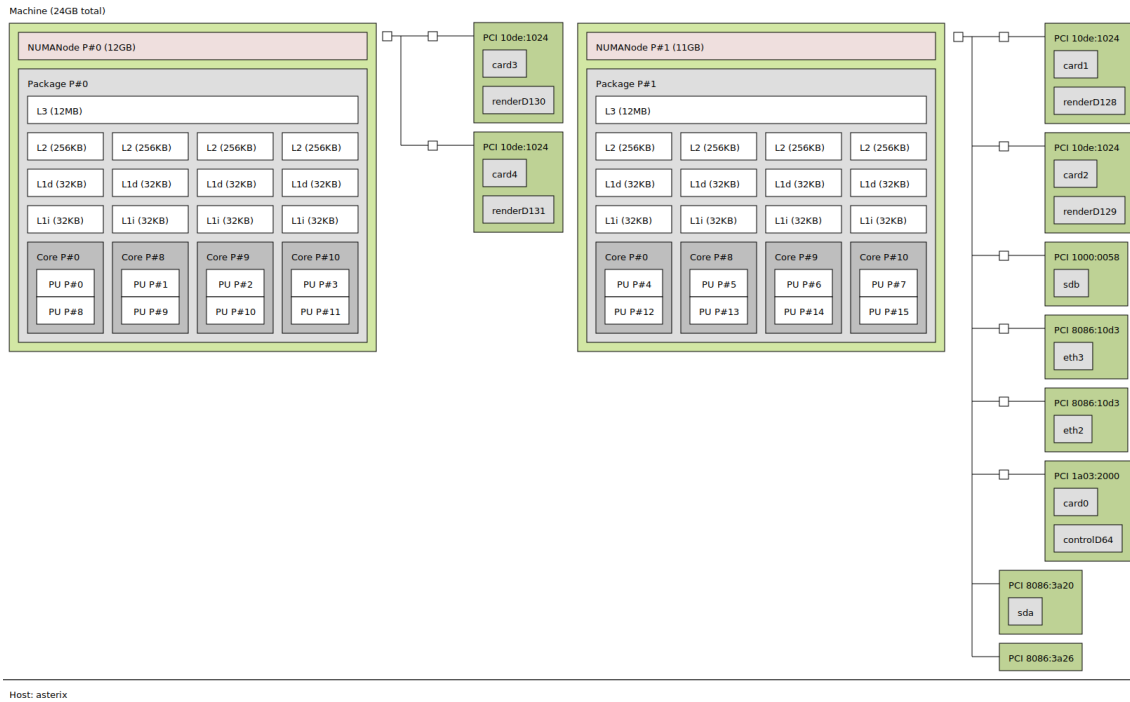 Machine (24GB total)
NUMANode P#0 (12GB)
Package P#0
L3 (12MB)
L2 (256KB) L2 (256KB) L2 (256KB) L2 (256KB)
L1d (32KB) L1d (32KB) L1d (32KB) L1d (32KB)
L1i (32KB) L1i (32KB) L1i (32KB) L1i (32KB)
Core P#0 Core P#8 Core P#9 Core P#10
PU P#0 PU P#1 PU P#2 PU P#3
PU P#8 PU P#9 PU P#10 PU P#11
PCI 10de:1024
card3
renderD130
PCI 10de:1024
card4
renderD131
NUMANode P#1 (11GB)
Package P#1
L3 (12MB)
L2 (256KB) L2 (256KB) L2 (256KB) L2 (256KB)
L1d (32KB) L1d (32KB) L1d (32KB) L1d (32KB)
L1i (32KB) L1i (32KB) L1i (32KB) L1i (32KB)
Core P#0 Core P#8 Core P#9 Core P#10
PU P#4 PU P#5 PU P#6 PU P#7
PU P#12 PU P#13 PU P#14 PU P#15
PCI 10de:1024
card1
renderD128
PCI 10de:1024
card2
renderD129
PCI 1000:0058
sdb
PCI 8086:10d3
eth3
PCI 8086:10d3
eth2
PCI 1a03:2000
card0
controlD64
PCI 8086:3a20
sda
PCI 8086:3a26
Host: asterix